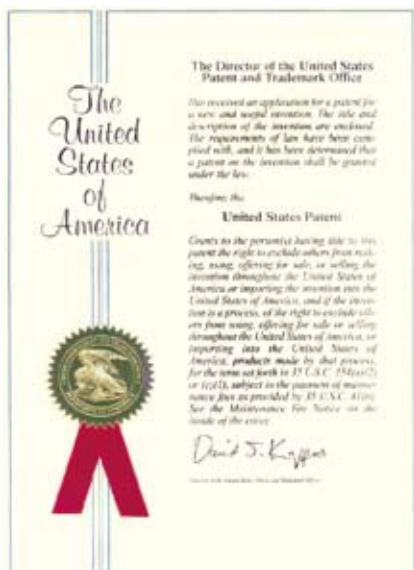 The
United
States
of
America
The Director of the United States
Patent and Trademark Office
Has received an application for a patent for
a new and useful invention. The title and
description of the invention are enclosed.
The requirements of law have been com-
plied with, and it has been determined that
a patent on the invention shall be granted
under the law.
Therefore, this
United States Patent
Grants to the person(s) having title to this
patent the right to exclude others from mak-
ing, using, offering for sale, or selling the
invention throughout the United States of
America or importing the invention into the
United States of America, and if the inven-
tion is a process, of the right to exclude oth-
ers from using, offering for sale or selling
throughout the United States of America, or
importing into the United States of
America, products made by that process,
for the term set forth in 35 U.S.C. 154(a)(2)
or (c)(1), subject to the payment of mainte-
nance fees as provided by 35 U.S.C. 41(b).
See the Maintenance Fee Notice on the
inside of the cover.
David J. Kappos